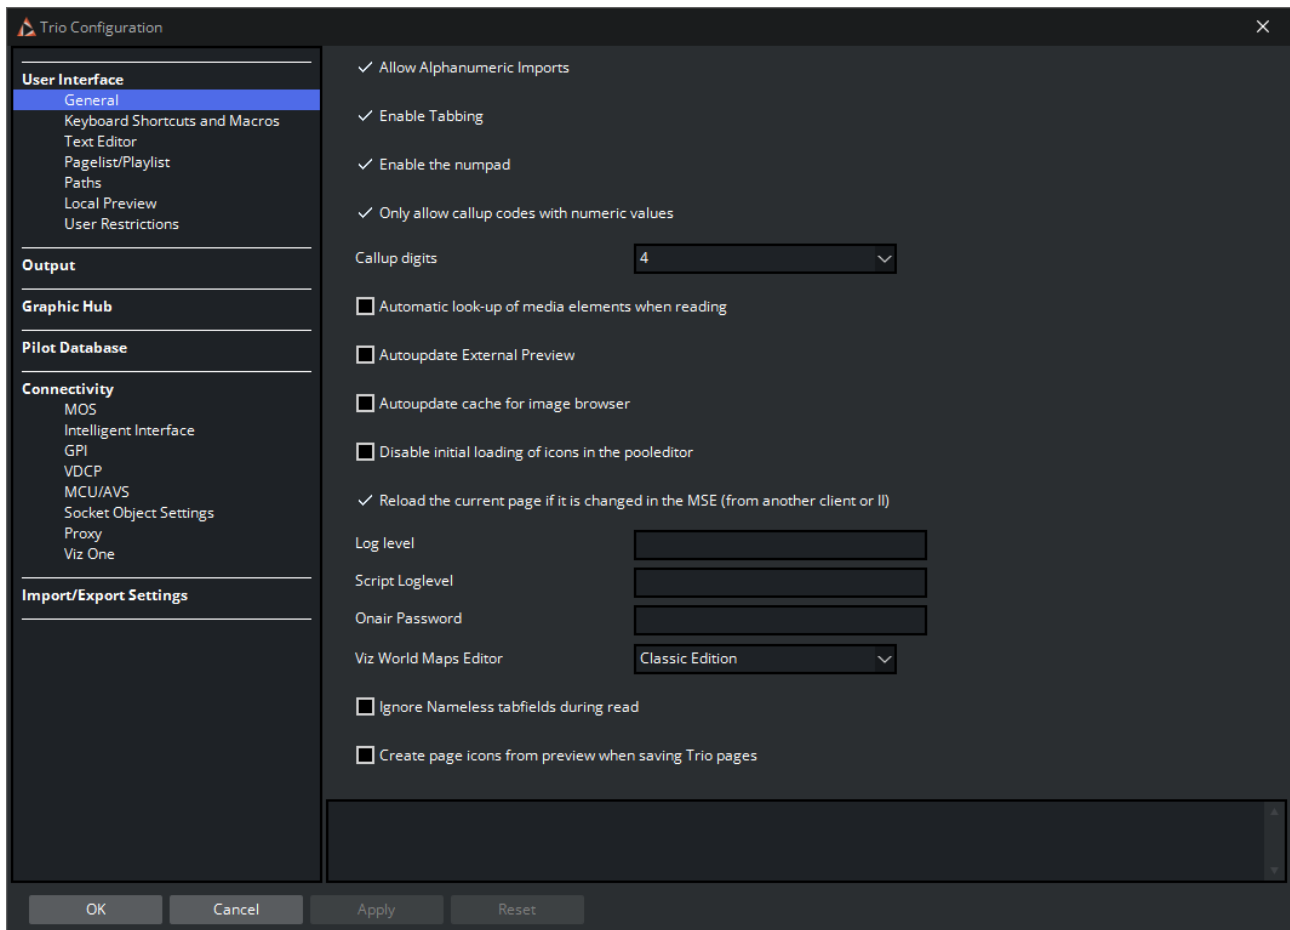 Trio Configuration
User Interface
General
Keyboard Shortcuts and Macros
Text Editor
Pagelist/Playlist
Paths
Local Preview
User Restrictions
Output
Graphic Hub
Pilot Database
Connectivity
MOS
Intelligent Interface
GPI
VDCP
MCU/AVS
Socket Object Settings
Proxy
Viz One
Import/Export Settings
Allow Alphanumeric Imports
Enable Tabbing
Enable the numpad
Only allow callup codes with numeric values
Callup digits 4
Automatic look-up of media elements when reading
Autoupdate External Preview
Autoupdate cache for image browser
Disable initial loading of icons in the pooleditor
Reload the current page if it is changed in the MSE (from another client or II)
Log level
Script Loglevel
Onair Password
Viz World Maps Editor Classic Edition
Ignore Nameless tabfields during read
Create page icons from preview when saving Trio pages
OK Cancel Apply Reset